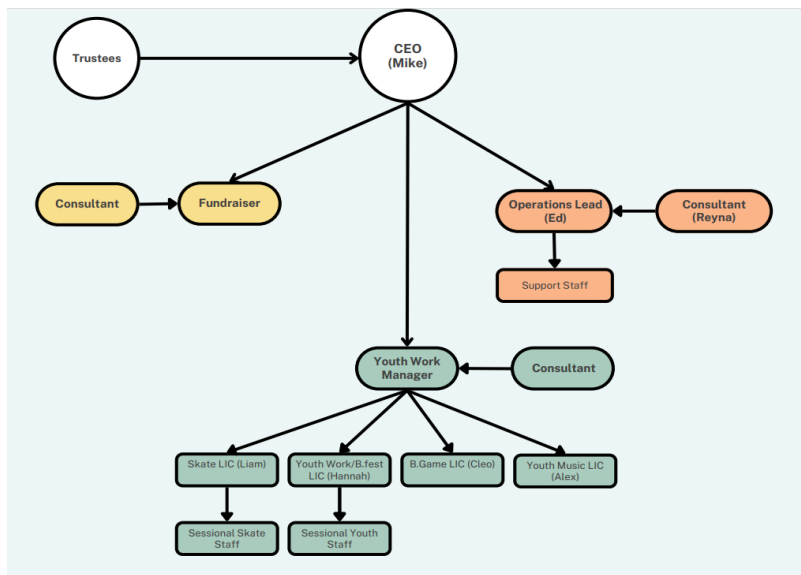 Trustees
CEO
(Mike)
Consultant
Fundraiser
Operations Lead
(Ed)
Consultant
(Reyna)
Support Staff
Youth Work
Manager
Consultant
Skate LIC (Liam)
Youth Work/B.fest
LIC (Hannah)
B.Game LIC (Cleo)
Youth Music LIC
(Alex)
Sessional Skate
Staff
Sessional Youth
Staff